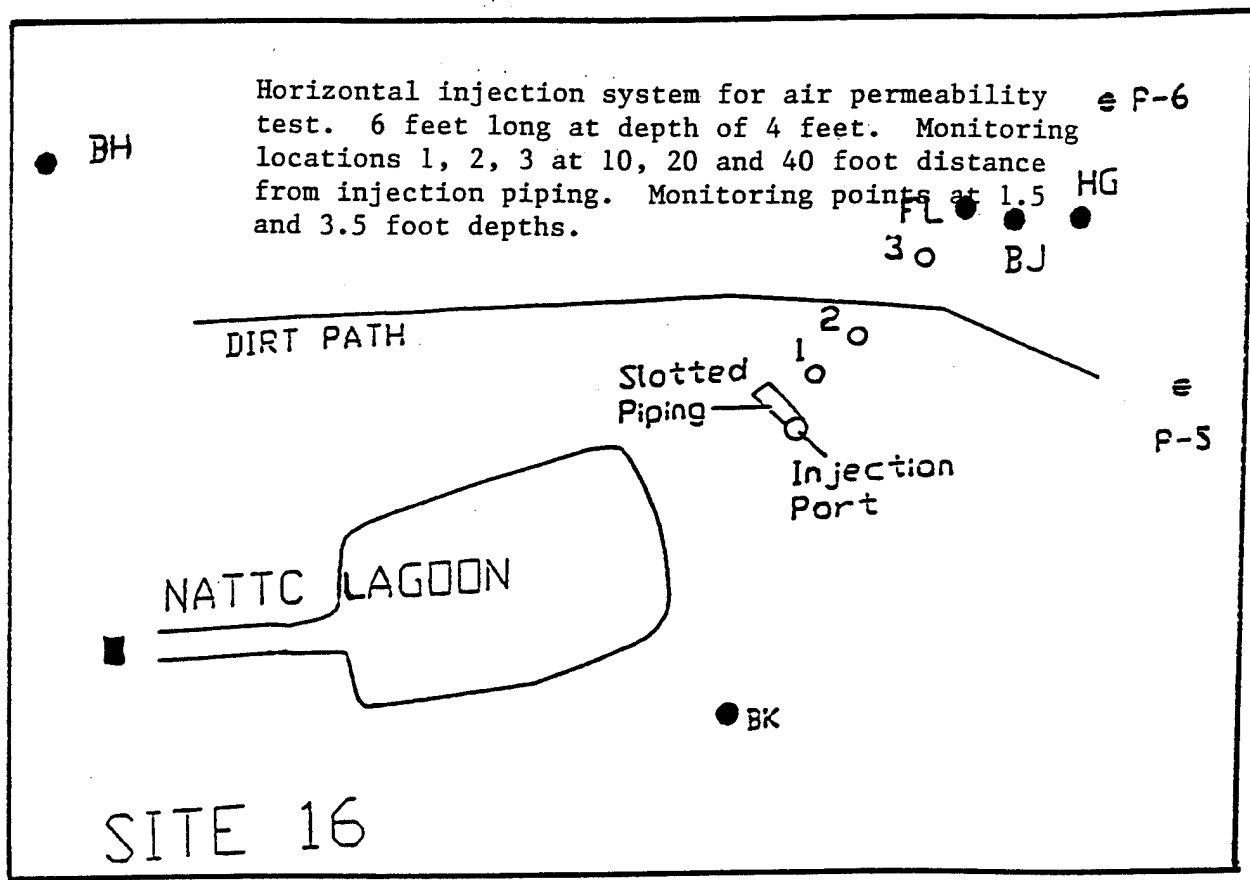 Horizontal injection system for air permeability
test. 6 feet long at depth of 4 feet. Monitoring
locations 1, 2, 3 at 10, 20 and 40 foot distance
from injection piping. Monitoring points at 1.5
and 3.5 foot depths.
P-6
BH
HG
FL
BJ
3
DIRT PATH
2
1
Slotted
Piping
P-5
Injection
Port
NATTC LAGOON
BK
SITE 16